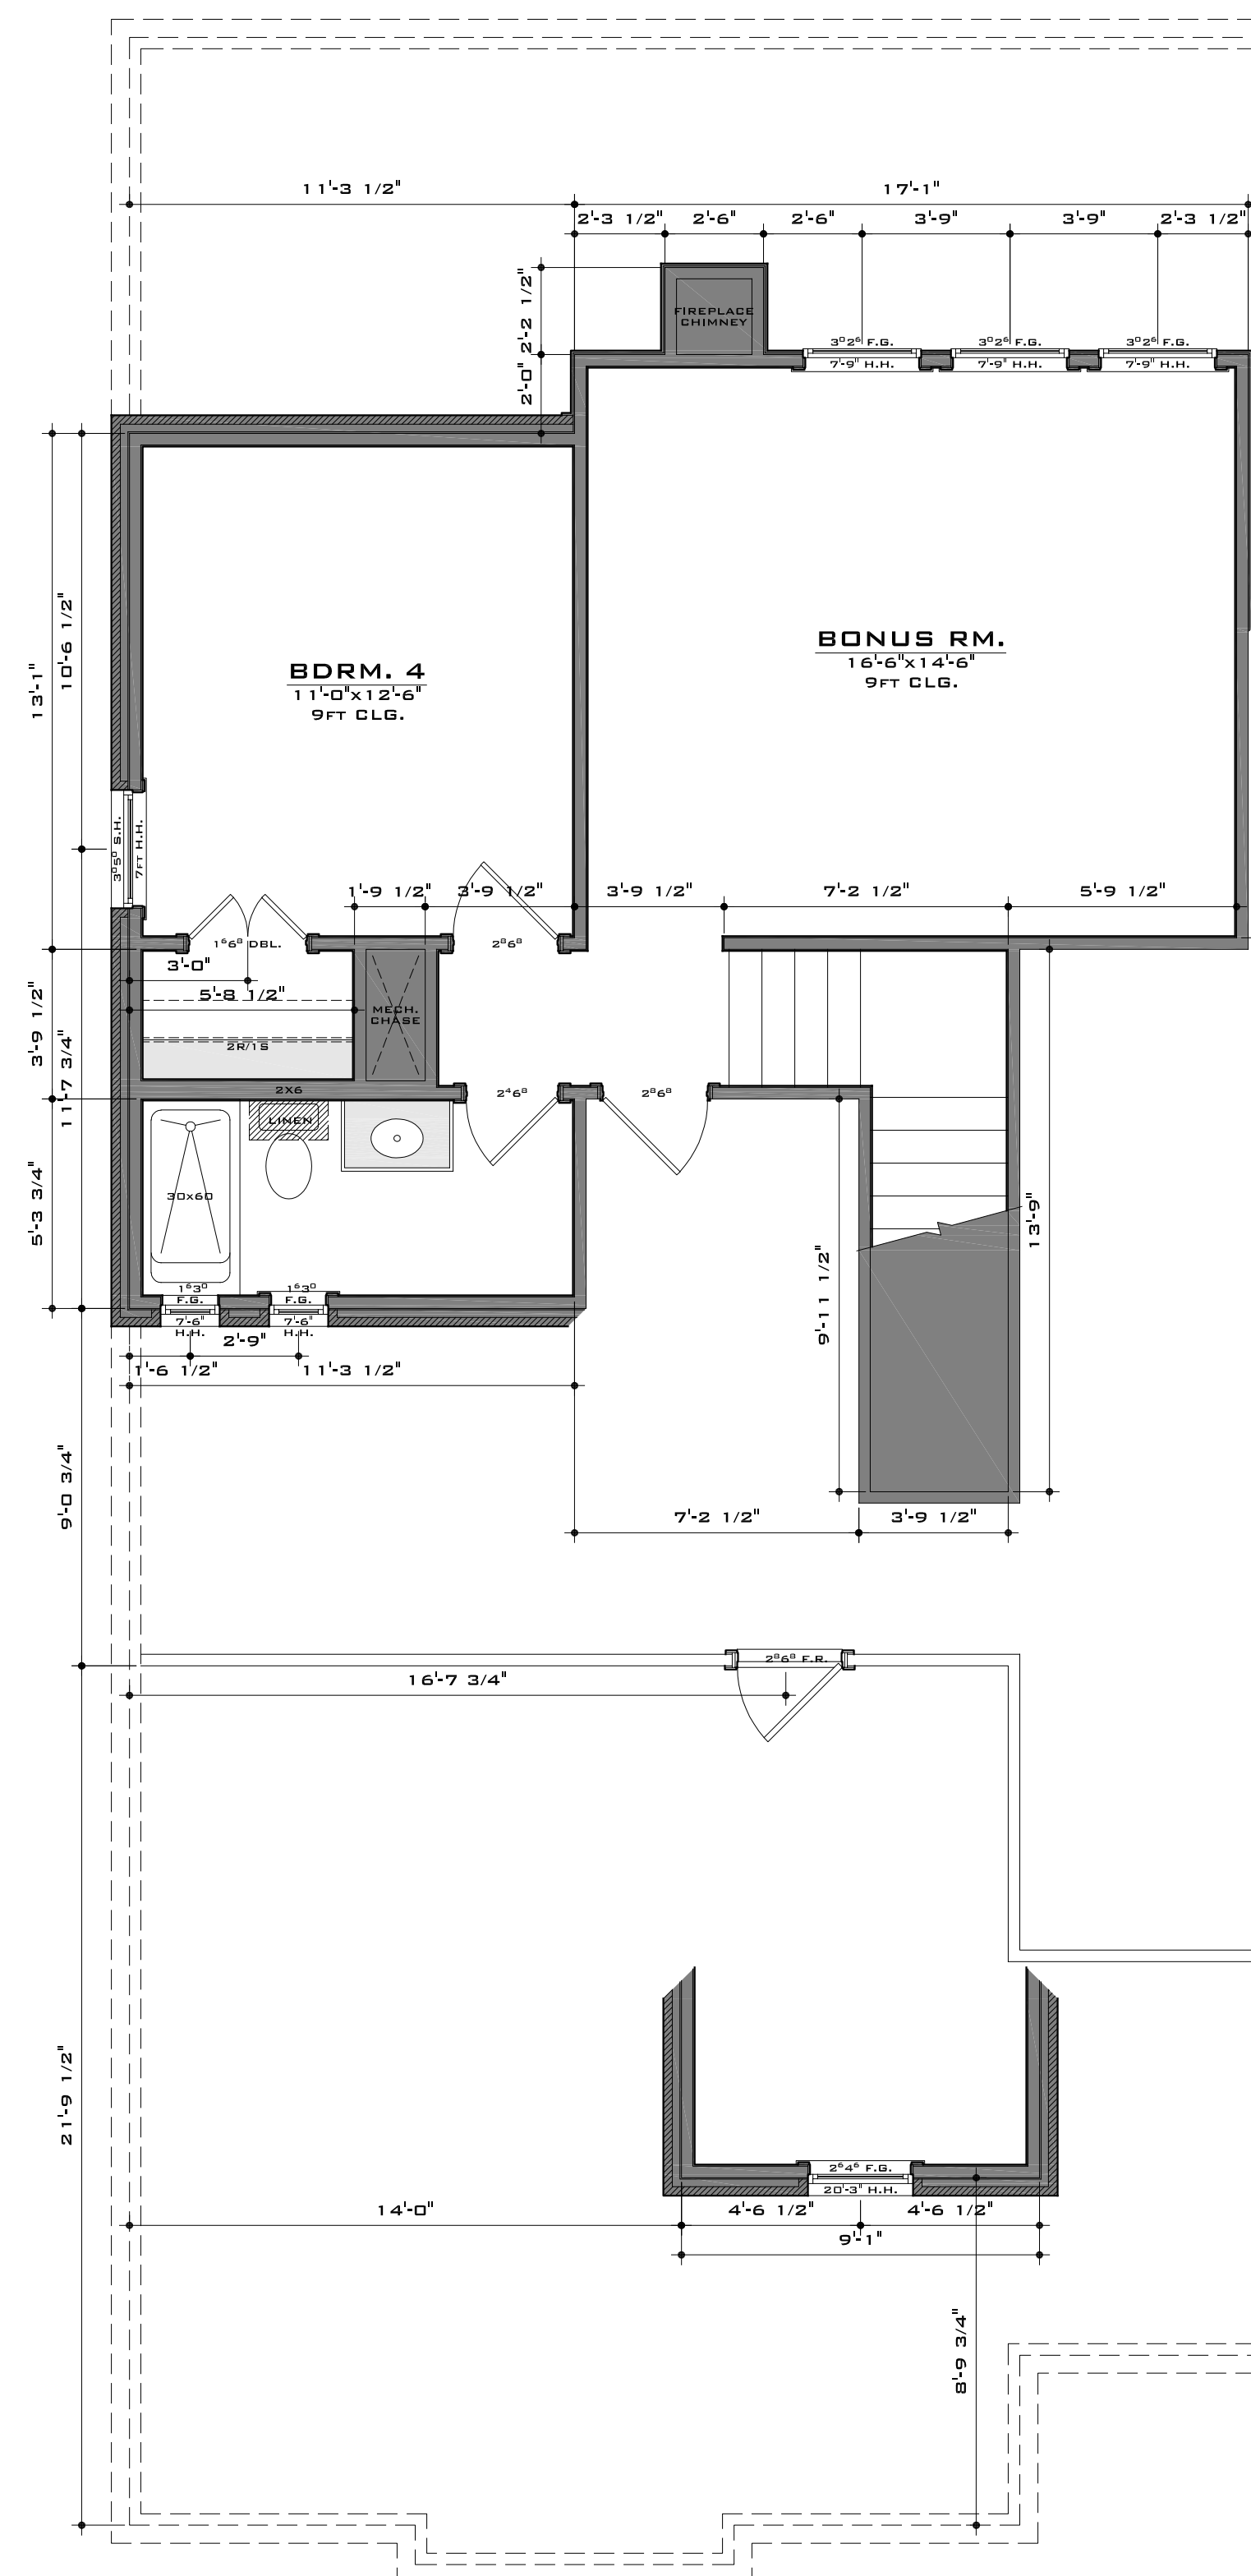 11'-3 1/2"
17'-1"
2'-3 1/2"
2'-6"
2'-6"
3'-9"
3'-9"
2'-3 1/2"
2'-2 1/2"
FIREPLACE
CHIMNEY
3⁰2⁶ F.G.
7'-9" H.H.
3⁰2⁶ F.G.
7'-9" H.H.
3⁰2⁶ F.G.
7'-9" H.H.
2'-0"
13'-1"
10'-6 1/2"
BDRM. 4
11'-0"x12'-6"
9FT CLG.
BONUS RM.
16'-6"x14'-6"
9FT CLG.
3⁰5⁰ S.H.
7FT H.H.
1'-9 1/2"
3'-9 1/2"
3'-9 1/2"
7'-2 1/2"
5'-9 1/2"
1⁶6⁸ DBL.
2⁸6⁸
3'-0"
5'-8 1/2"
MECH.
CHASE
3'-9 1/2"
11'-7 3/4"
2R/1S
2X6
2⁴6⁸
2⁸6⁸
LINEN
30x60
5'-3 3/4"
13'-9"
9'-11 1/2"
1⁶3⁰
F.G.
7'-6"
H.H.
1⁶3⁰
F.G.
7'-6"
H.H.
2'-9"
1'-6 1/2"
11'-3 1/2"
9'-0 3/4"
7'-2 1/2"
3'-9 1/2"
2⁸6⁸ F.R.
16'-7 3/4"
21'-9 1/2"
2⁶4⁶ F.G.
20'-3" H.H.
14'-0"
4'-6 1/2"
4'-6 1/2"
9'-1"
8'-9 3/4"